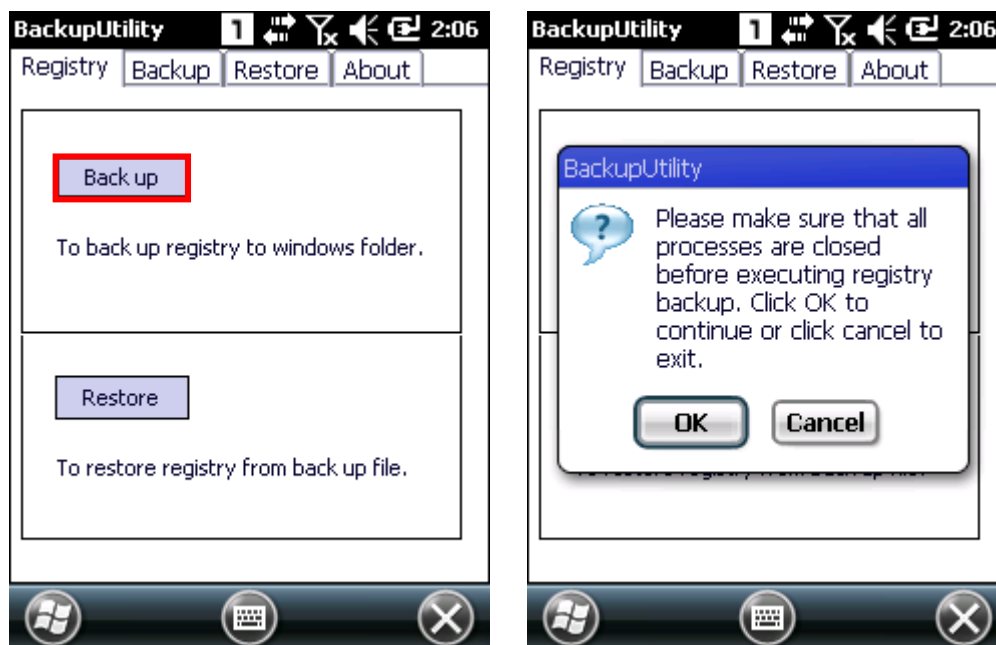 BackupUtility 1 2:06
Registry Backup Restore About
Back up
To back up registry to windows folder.
Restore
To restore registry from back up file.
BackupUtility 1 2:06
Registry Backup Restore About
BackupUtility
Please make sure that all
processes are closed
before executing registry
backup. Click OK to
continue or click cancel to
exit.
OK Cancel